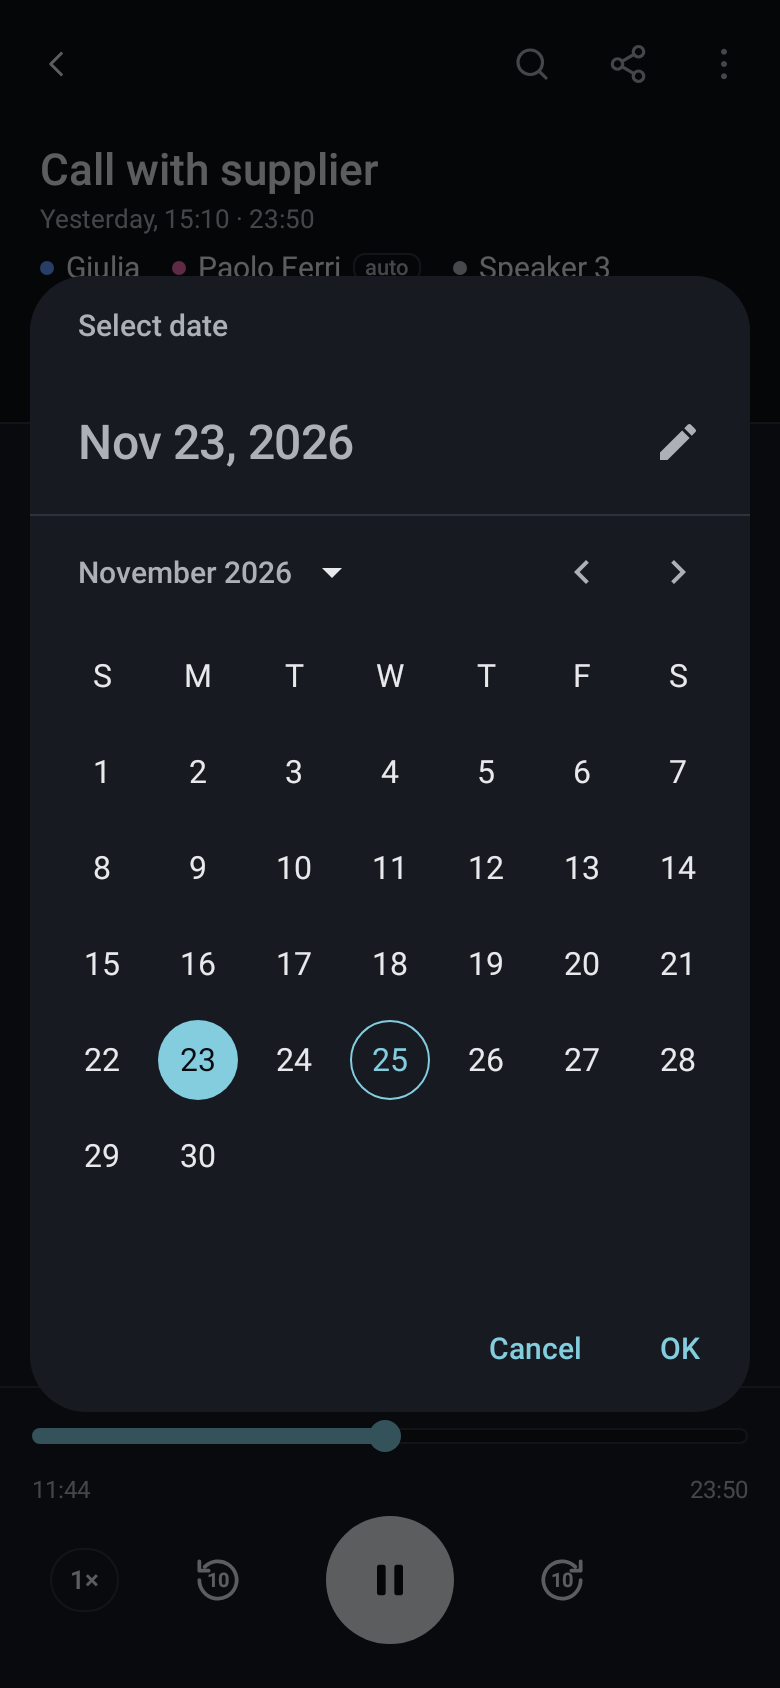 Call with supplier
Yesterday, 15:10 · 23:50
Giulia Paolo Ferri auto Speaker 3
Select date
Nov 23, 2026
November 2026
S M T W T F S
1 2 3 4 5 6 7
8 9 10 11 12 13 14
15 16 17 18 19 20 21
22 23 24 25 26 27 28
29 30
Cancel OK
11:44 23:50
1× 10 10